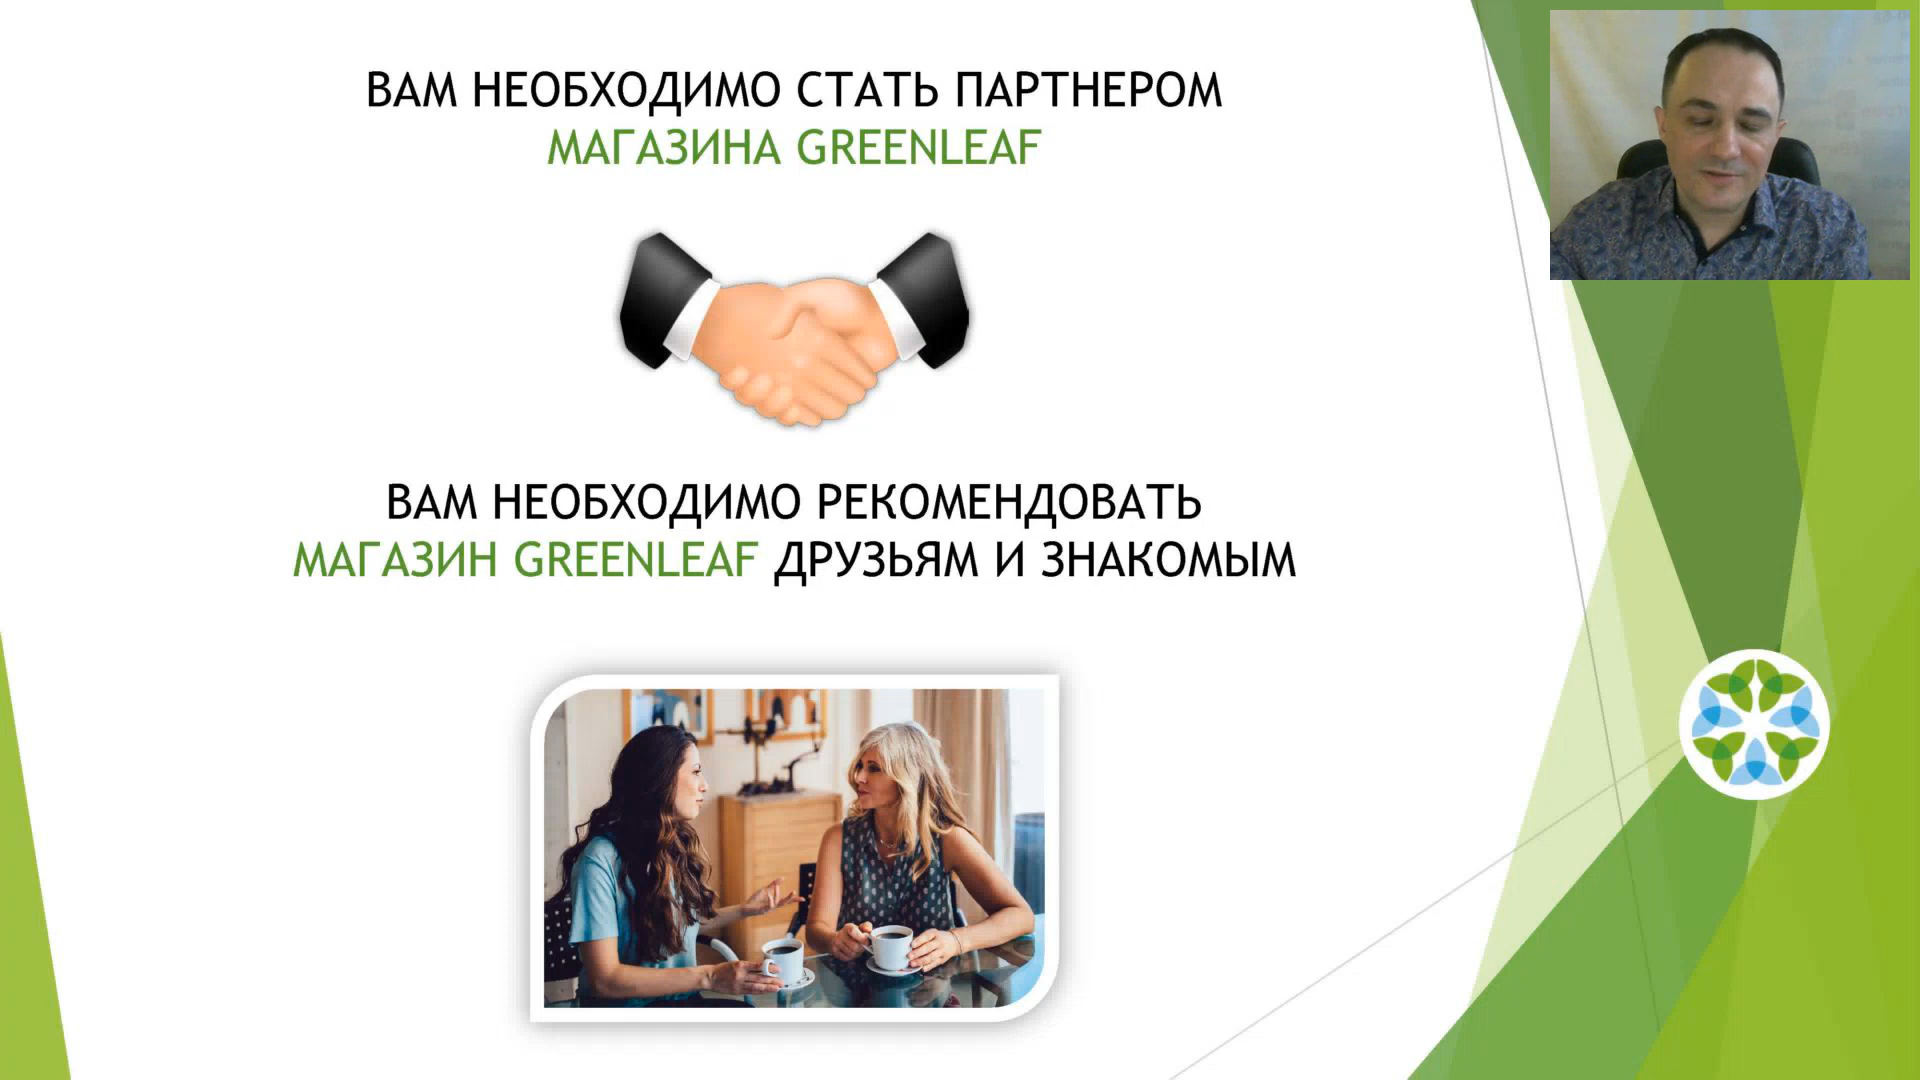 ВАМ НЕОБХОДИМО СТАТЬ ПАРТНЕРОМ
МАГАЗИНА GREENLEAF
ВАМ НЕОБХОДИМО РЕКОМЕНДОВАТЬ
МАГАЗИН GREENLEAF ДРУЗЬЯМ И ЗНАКОМЫМ